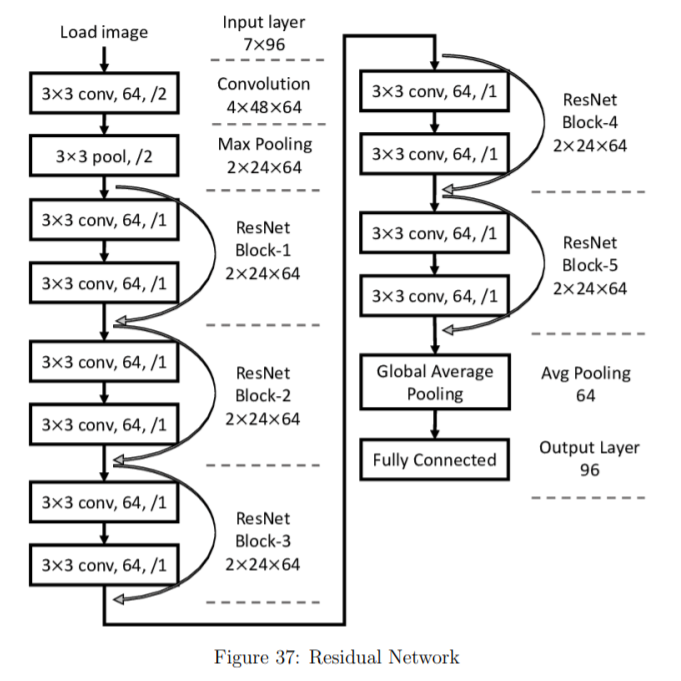 Load image
Input layer
7×96
3×3 conv, 64, /2
Convolution
4×48×64
3×3 pool, /2
Max Pooling
2×24×64
3×3 conv, 64, /1
3×3 conv, 64, /1
ResNet
Block-1
2×24×64
3×3 conv, 64, /1
3×3 conv, 64, /1
ResNet
Block-2
2×24×64
3×3 conv, 64, /1
3×3 conv, 64, /1
ResNet
Block-3
2×24×64
3×3 conv, 64, /1
3×3 conv, 64, /1
ResNet
Block-4
2×24×64
3×3 conv, 64, /1
3×3 conv, 64, /1
ResNet
Block-5
2×24×64
Global Average
Pooling
Avg Pooling
64
Fully Connected
Output Layer
96
Figure 37: Residual Network